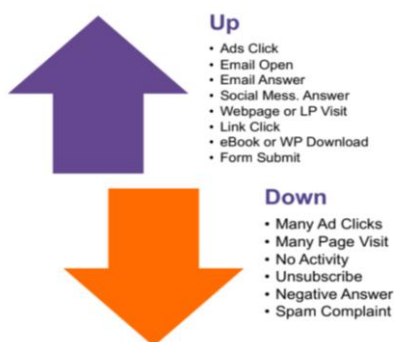 Up
• Ads Click
• Email Open
• Email Answer
• Social Mess. Answer
• Webpage or LP Visit
• Link Click
• eBook or WP Download
• Form Submit
Down
• Many Ad Clicks
• Many Page Visit
• No Activity
• Unsubscribe
• Negative Answer
• Spam Complaint